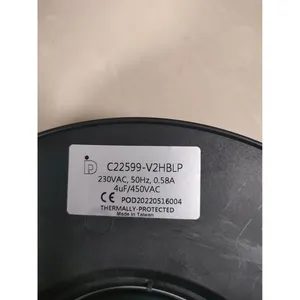 C22599-V2HBLP
230VAC, 50Hz, 0.58A
4uF/450VAC
CE POD20220516004
THERMALLY-PROTECTED
Made in Taiwan